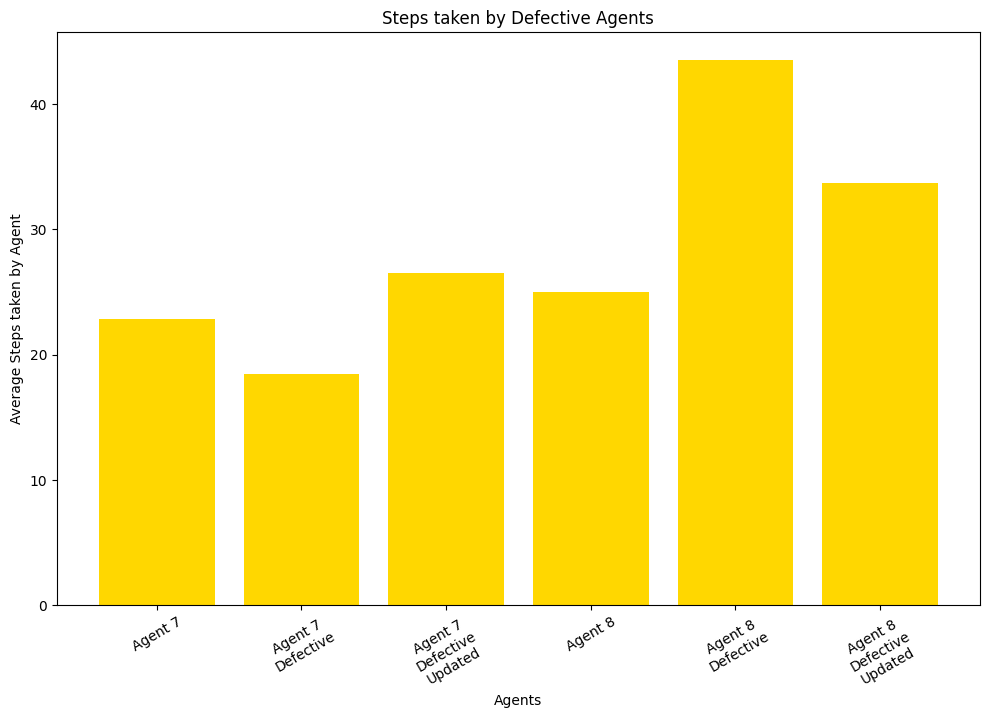 Steps taken by Defective Agents
Average Steps taken by Agent
40
30
20
10
0
Agent 7
Agent 7
Defective
Agent 7
Defective
Updated
Agent 8
Agent 8
Defective
Agent 8
Defective
Updated
Agents